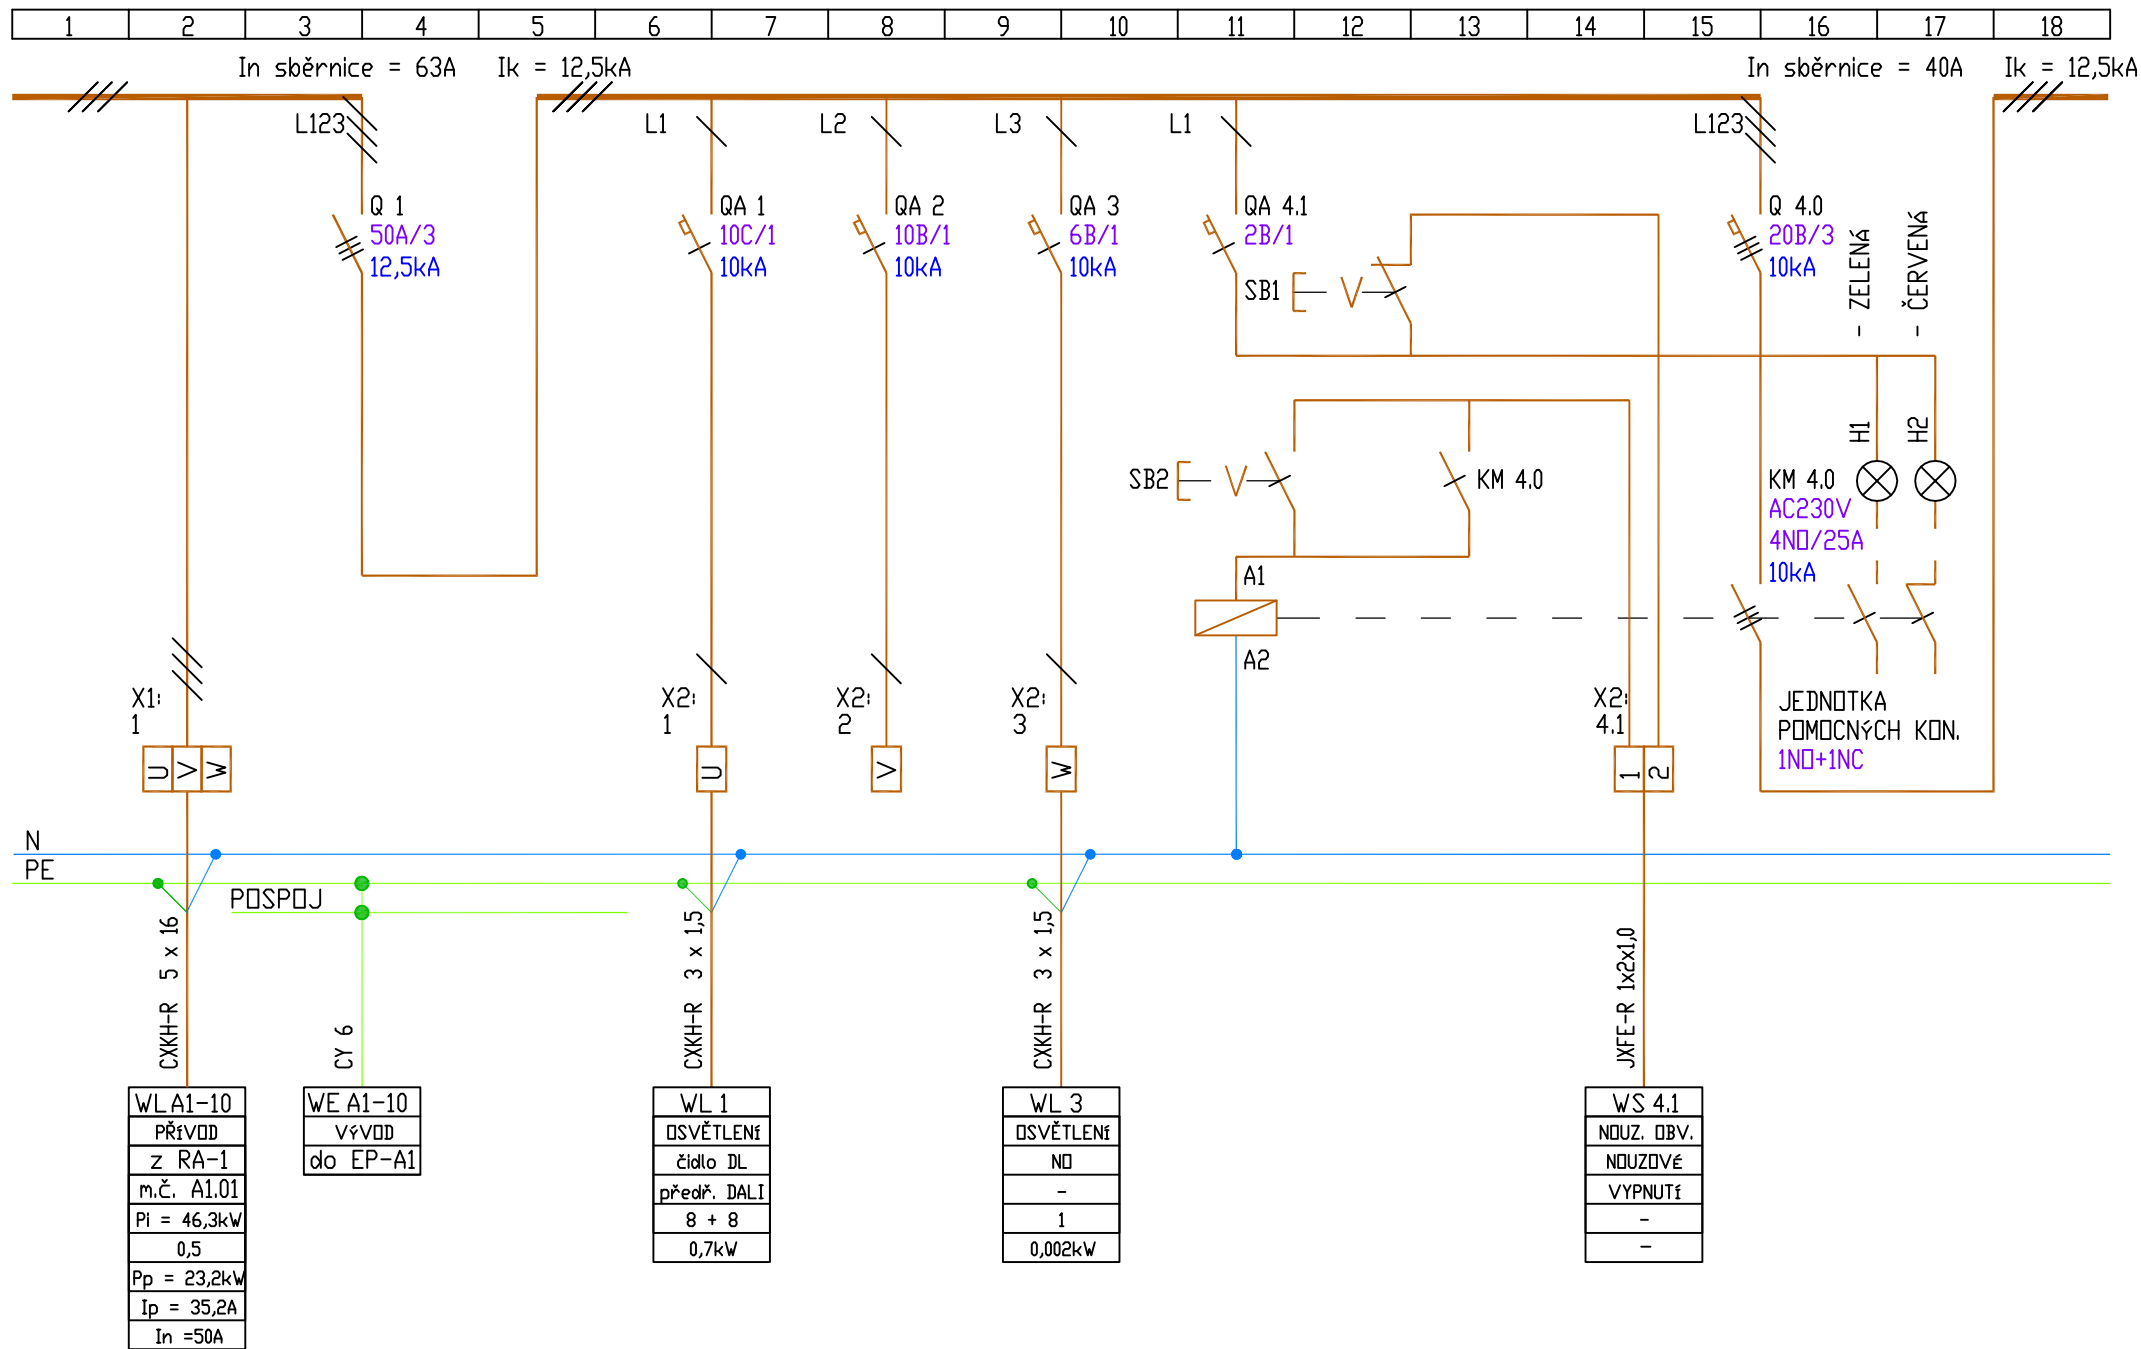 1 2 3 4 5 6 7 8 9 10 11 12 13 14 15 16 17 18
In sběrnice = 63A Ik = 12,5kA In sběrnice = 40A Ik = 12,5kA
L123 L1 L2 L3 L1 L123
Q 1
50A/3
12,5kA
QA 1
10C/1
10kA
QA 2
10B/1
10kA
QA 3
6B/1
10kA
QA 4.1
2B/1
SB1
Q 4.0
20B/3
10kA
- ZELENÁ
- ČERVENÁ
H1
H2
SB2
KM 4.0
KM 4.0
AC230V
4NO/25A
10kA
A1
A2
X1:
1
X2:
1
X2:
2
X2:
3
X2:
4.1
JEDNOTKA
POMOCNÝCH KON.
1NO+1NC
U V W
U
V
W
1 2
N
PE
POSPOJ
CXKH-R 5 x 16
CY 6
CXKH-R 3 x 1,5
CXKH-R 3 x 1,5
JXFE-R 1x2x1,0
WLA1-10
PŘÍVOD
z RA-1
m.č. A1.01
Pi = 46,3kW
0,5
Pp = 23,2kW
Ip = 35,2A
In =50A
WE A1-10
VÝVOD
do EP-A1
WL 1
OSVĚTLENÍ
čidlo DL
předř. DALI
8 + 8
0,7kW
WL 3
OSVĚTLENÍ
NO
-
1
0,002kW
WS 4.1
NOUZ. OBV.
NOUZOVÉ
VYPNUTÍ
-
-